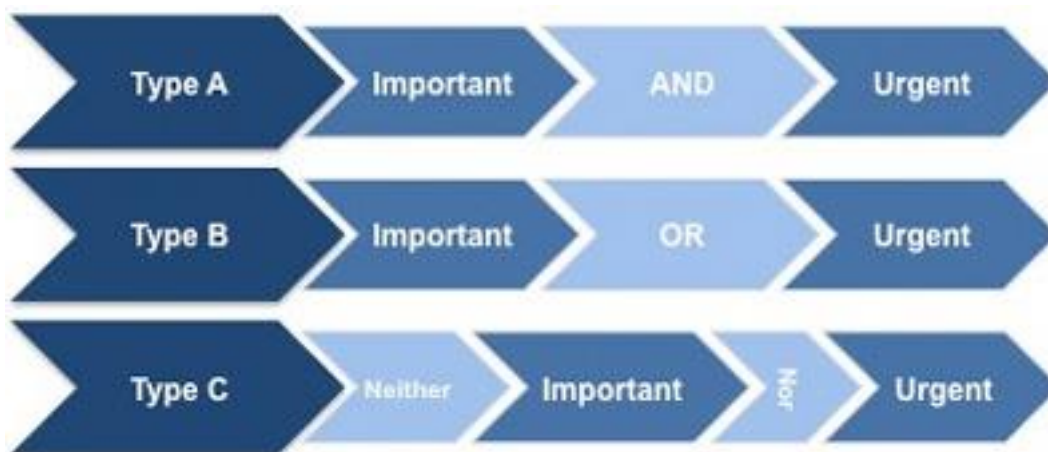 Type A Important AND Urgent
Type B Important OR Urgent
Type C Neither Important Nor Urgent